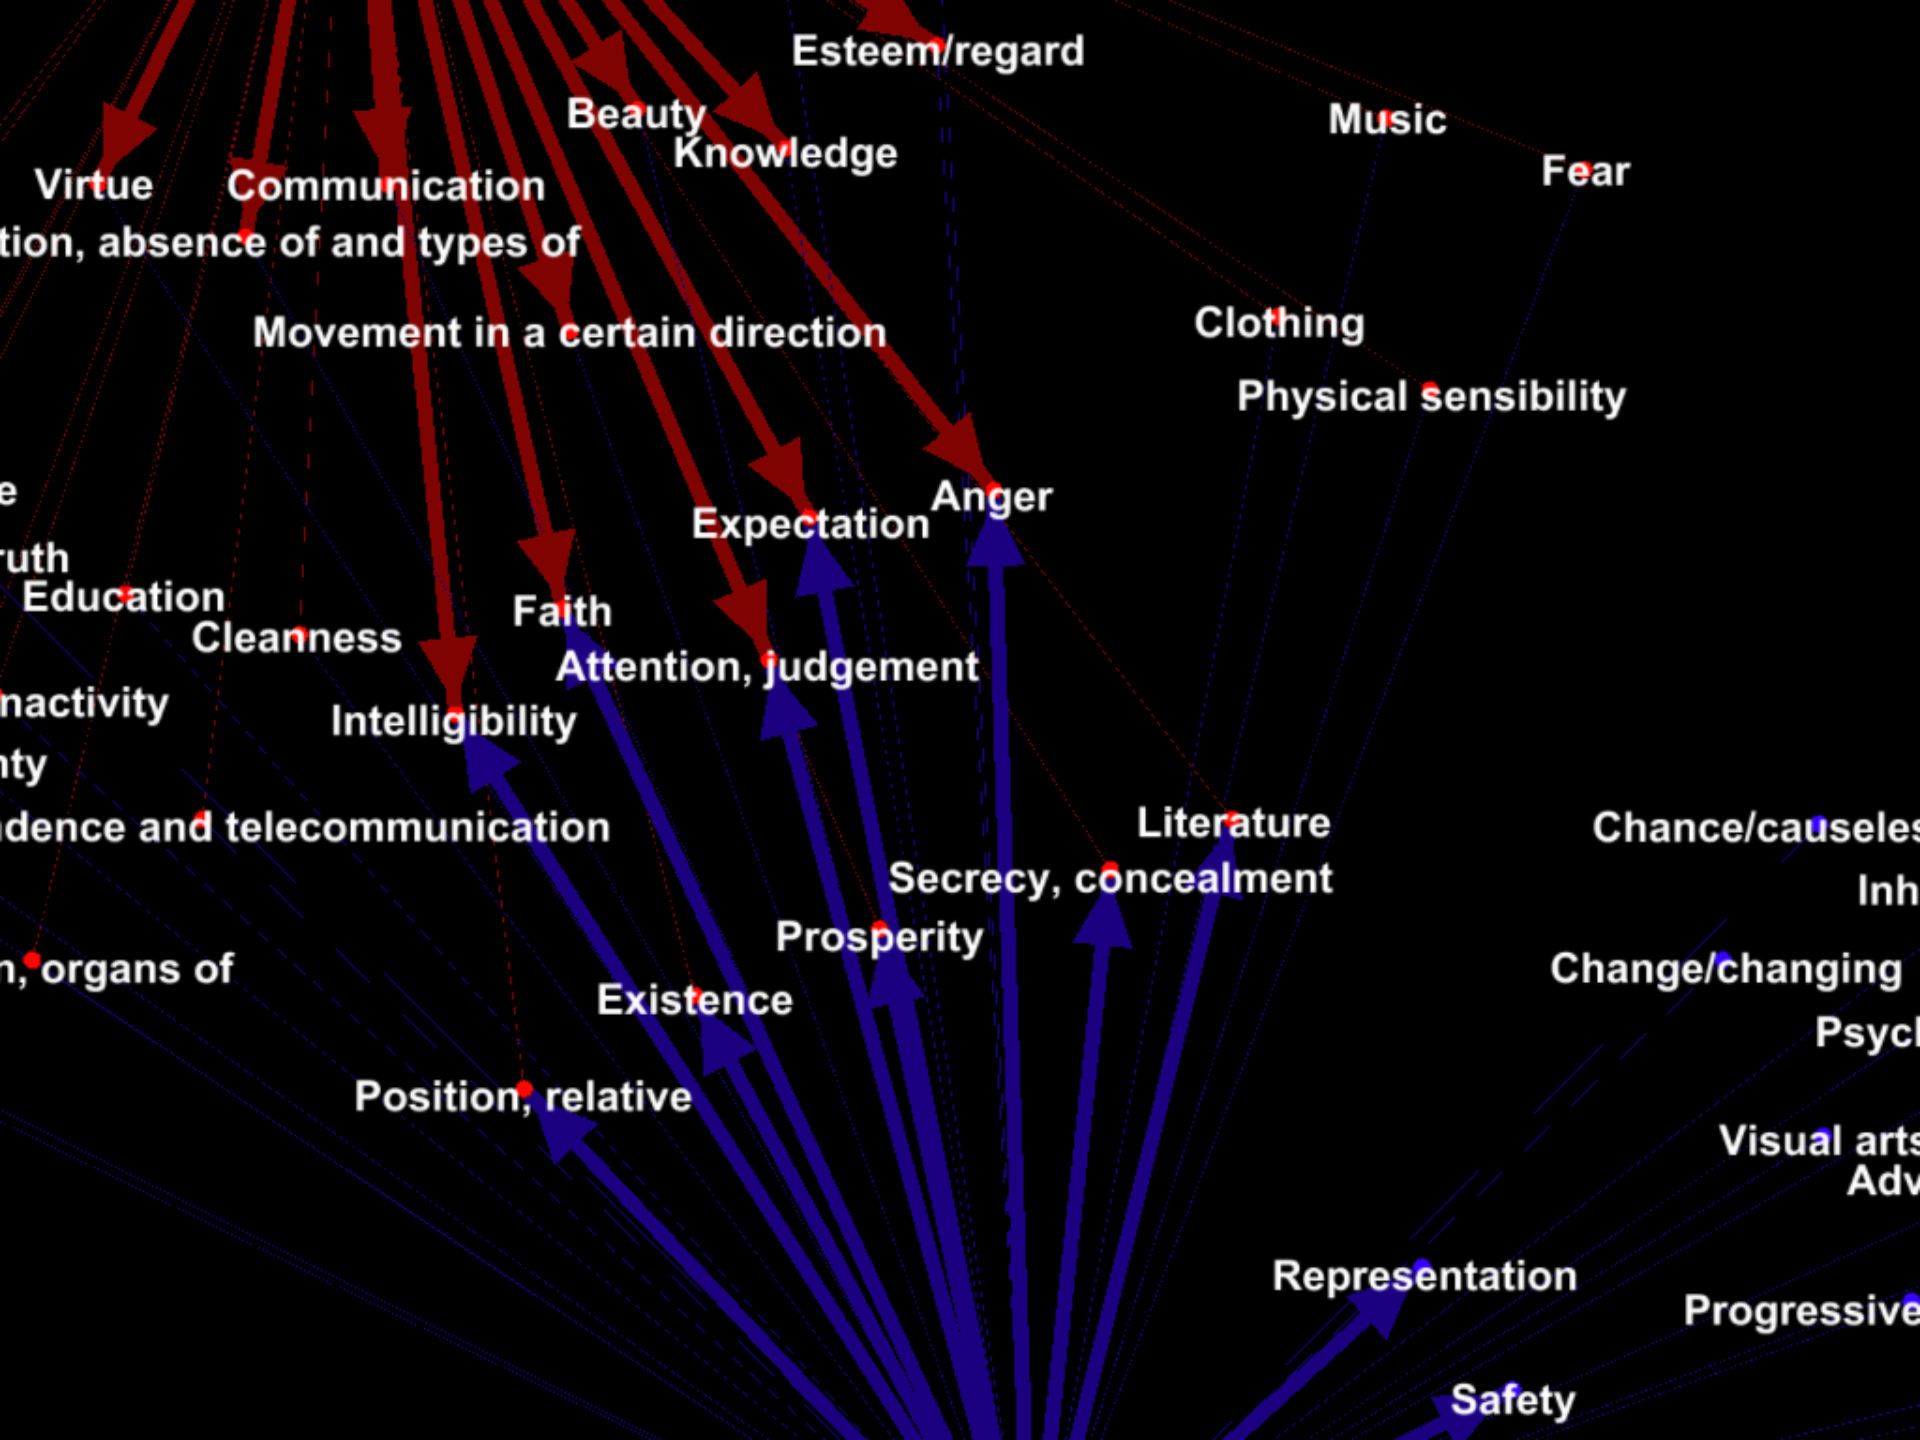 Esteem/regard
Beauty
Music
Knowledge
Fear
Virtue
Communication
tion, absence of and types of
Clothing
Movement in a certain direction
Physical sensibility
e
Anger
Expectation
ruth
Education
Faith
Cleanness
Attention, judgement
nactivity
Intelligibility
nty
Literature
dence and telecommunication
Chance/causeles
Secrecy, concealment
Inh
Prosperity
n, organs of
Change/changing
Existence
Psych
Position, relative
Visual arts
Adv
Representation
Progressive
Safety